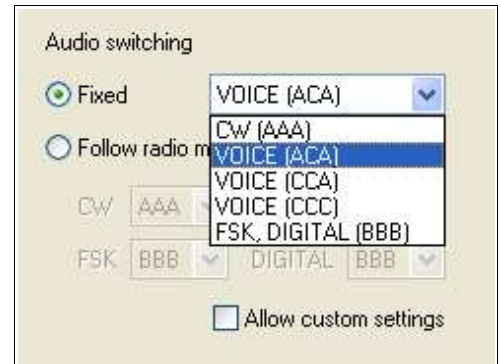 Audio switching
Fixed VOICE (ACA)
CW (AAA)
Follow radio m
VOICE (ACA)
VOICE (CCA)
CW AAA VOICE (CCC)
FSK, DIGITAL (BBB)
FSK BBB DIGITAL BBB
Allow custom settings